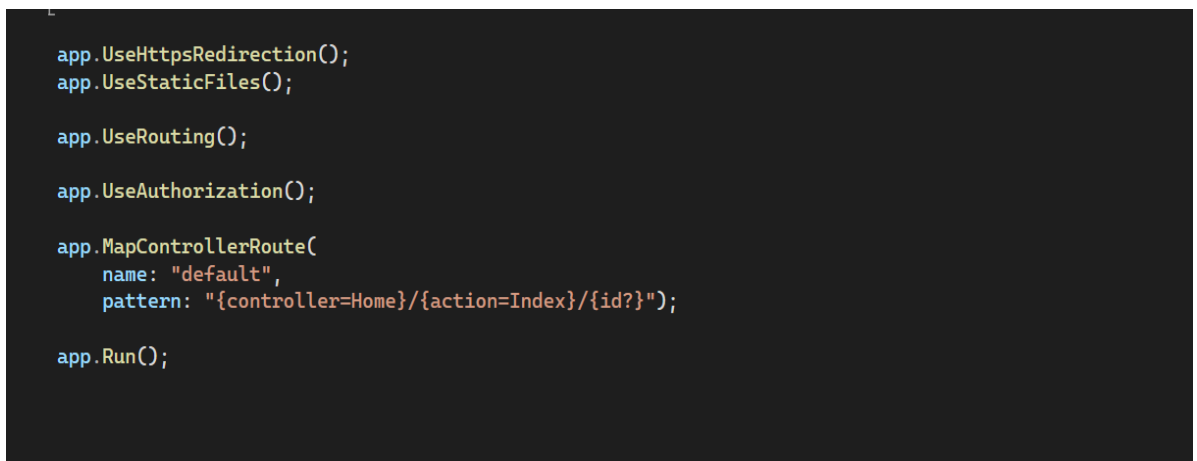 app.UseHttpsRedirection();
app.UseStaticFiles();
app.UseRouting();
app.UseAuthorization();
app.MapControllerRoute(
    name: "default",
    pattern: "{controller=Home}/{action=Index}/{id?}");
app.Run();